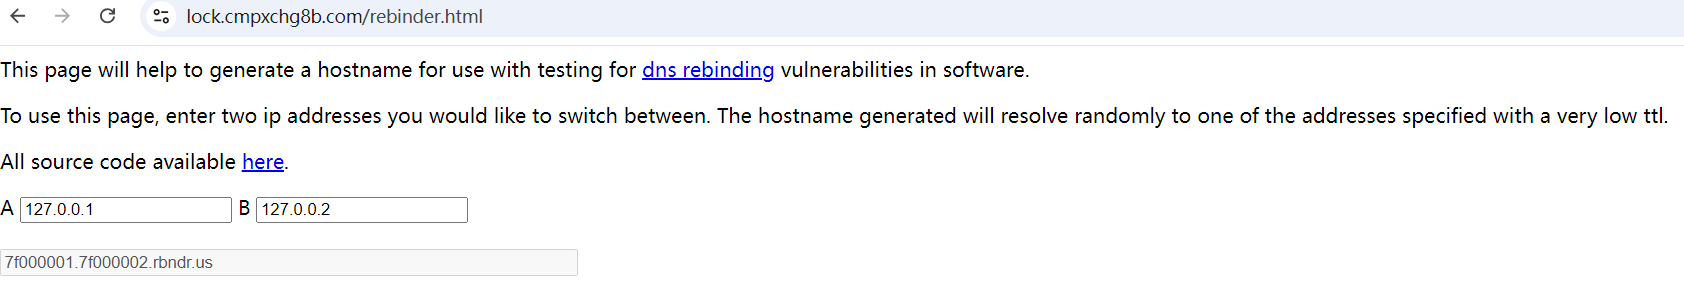 lock.cmpxchg8b.com/rebinder.html
This page will help to generate a hostname for use with testing for dns rebinding vulnerabilities in software.
To use this page, enter two ip addresses you would like to switch between. The hostname generated will resolve randomly to one of the addresses specified with a very low ttl.
All source code available here.
A 127.0.0.1 B 127.0.0.2
7f000001.7f000002.rbndr.us